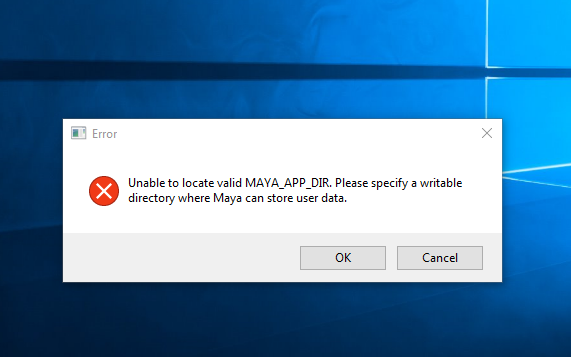 Error
Unable to locate valid MAYA_APP_DIR. Please specify a writable
directory where Maya can store user data.
OK
Cancel